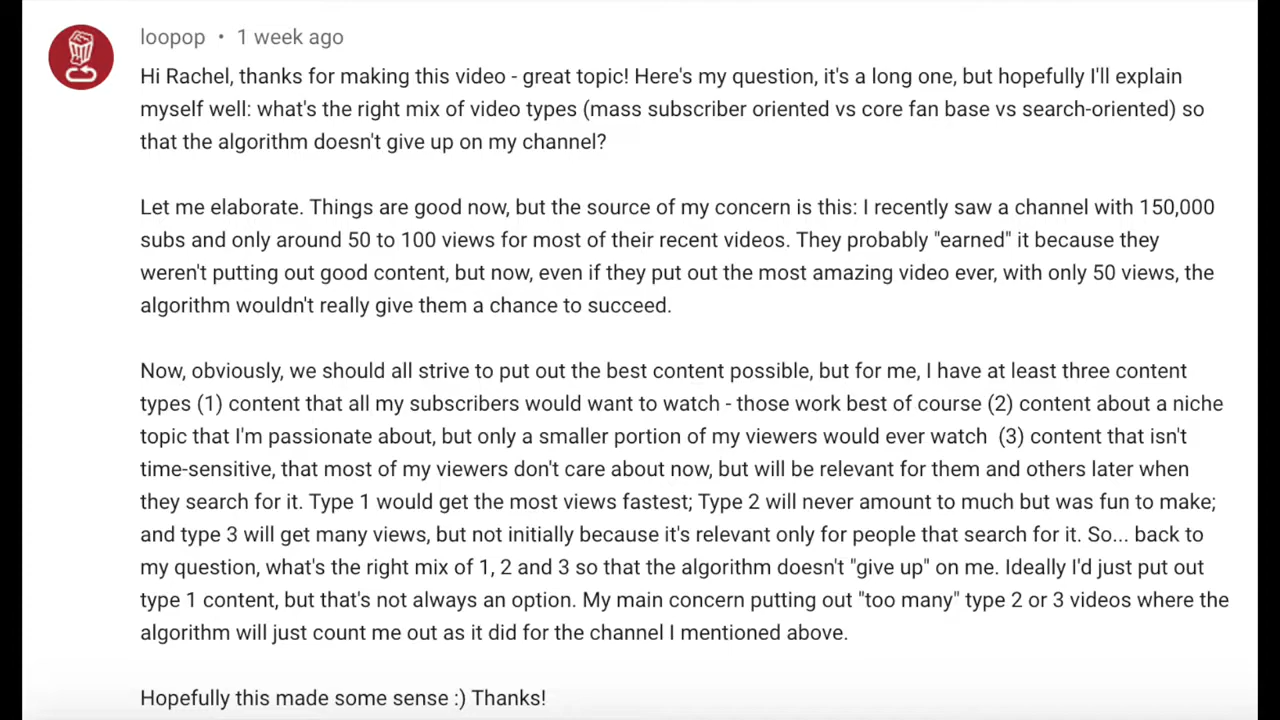 loopop • 1 week ago
Hi Rachel, thanks for making this video - great topic! Here's my question, it's a long one, but hopefully I'll explain
myself well: what's the right mix of video types (mass subscriber oriented vs core fan base vs search-oriented) so
that the algorithm doesn't give up on my channel?
Let me elaborate. Things are good now, but the source of my concern is this: I recently saw a channel with 150,000
subs and only around 50 to 100 views for most of their recent videos. They probably "earned" it because they
weren't putting out good content, but now, even if they put out the most amazing video ever, with only 50 views, the
algorithm wouldn't really give them a chance to succeed.
Now, obviously, we should all strive to put out the best content possible, but for me, I have at least three content
types (1) content that all my subscribers would want to watch - those work best of course (2) content about a niche
topic that I'm passionate about, but only a smaller portion of my viewers would ever watch (3) content that isn't
time-sensitive, that most of my viewers don't care about now, but will be relevant for them and others later when
they search for it. Type 1 would get the most views fastest; Type 2 will never amount to much but was fun to make;
and type 3 will get many views, but not initially because it's relevant only for people that search for it. So... back to
my question, what's the right mix of 1, 2 and 3 so that the algorithm doesn't "give up" on me. Ideally I'd just put out
type 1 content, but that's not always an option. My main concern putting out "too many" type 2 or 3 videos where the
algorithm will just count me out as it did for the channel I mentioned above.
Hopefully this made some sense :) Thanks!